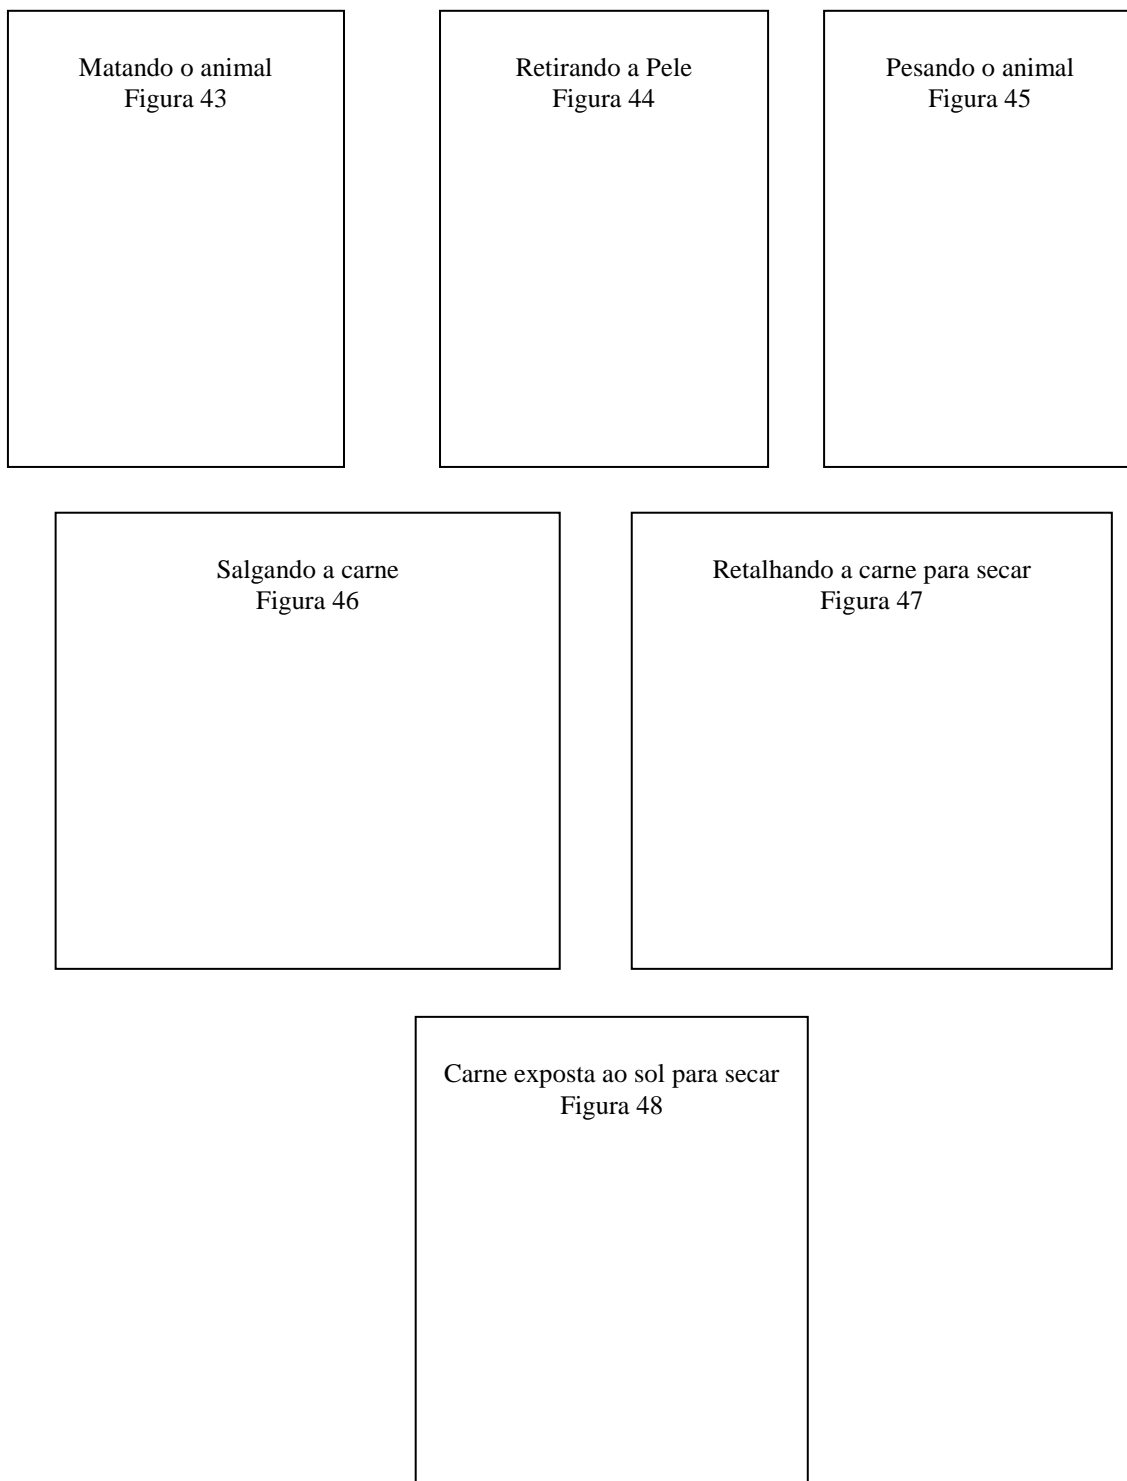 Matando o animal
Figura 43
Retirando a Pele
Figura 44
Pesando o animal
Figura 45
Salgando a carne
Figura 46
Retalhando a carne para secar
Figura 47
Carne exposta ao sol para secar
Figura 48